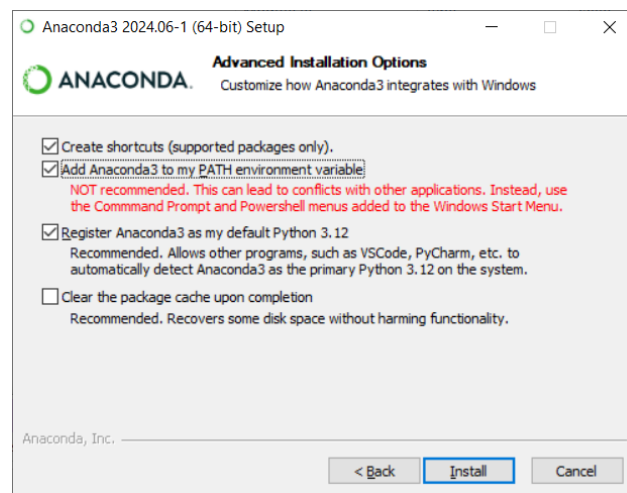 Anaconda3 2024.06-1 (64-bit) Setup
ANACONDA.
Advanced Installation Options
Customize how Anaconda3 integrates with Windows
Create shortcuts (supported packages only).
Add Anaconda3 to my PATH environment variable
NOT recommended. This can lead to conflicts with other applications. Instead, use
the Commmand Prompt and Powershell menus added to the Windows Start Menu.
Register Anaconda3 as my default Python 3.12
Recommended. Allows other programs, such as VSCode, PyCharm, etc. to
automatically detect Anaconda3 as the primary Python 3.12 on the system.
Clear the package cache upon completion
Recommended. Recovers some disk space without harming functionality.
Anaconda, Inc.
< Back
Install
Cancel